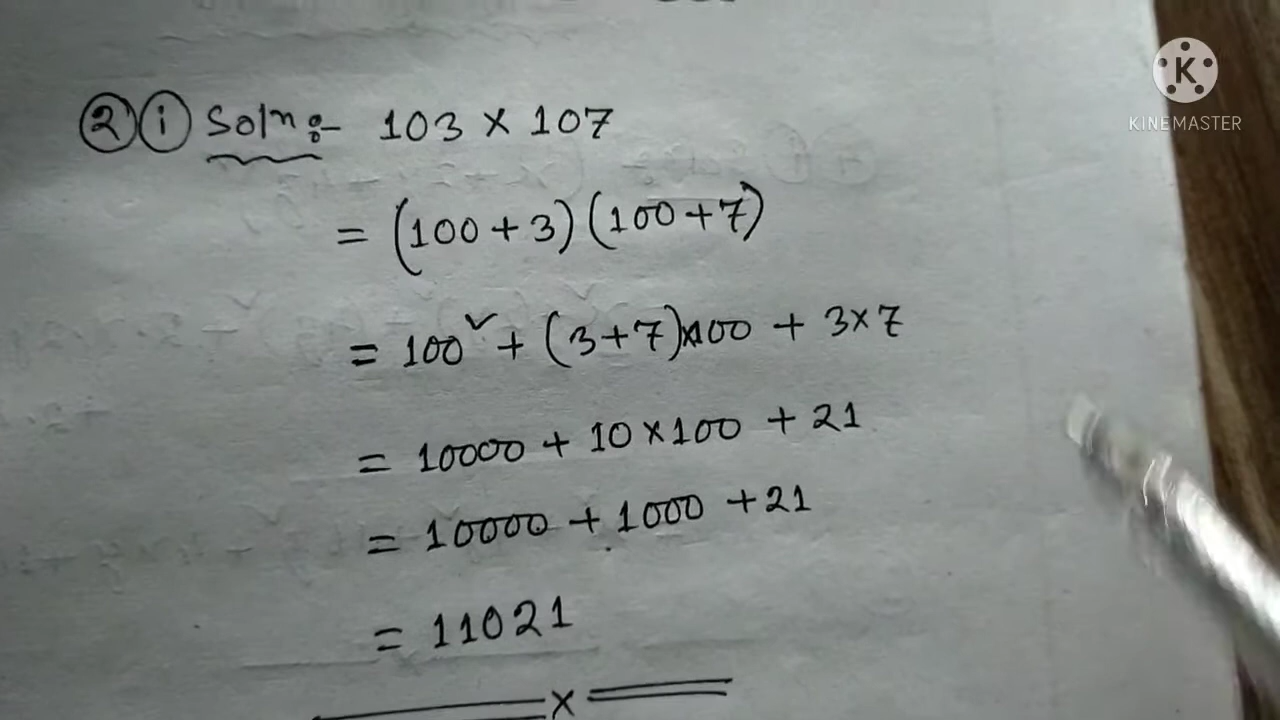 ② ① Soln:- 103 × 107
= (100 + 3) (100 + 7)
= 100² + (3 + 7)×100 + 3×7
= 10000 + 10 × 100 + 21
= 10000 + 1000 + 21
= 11021
×
K
KINEMASTER